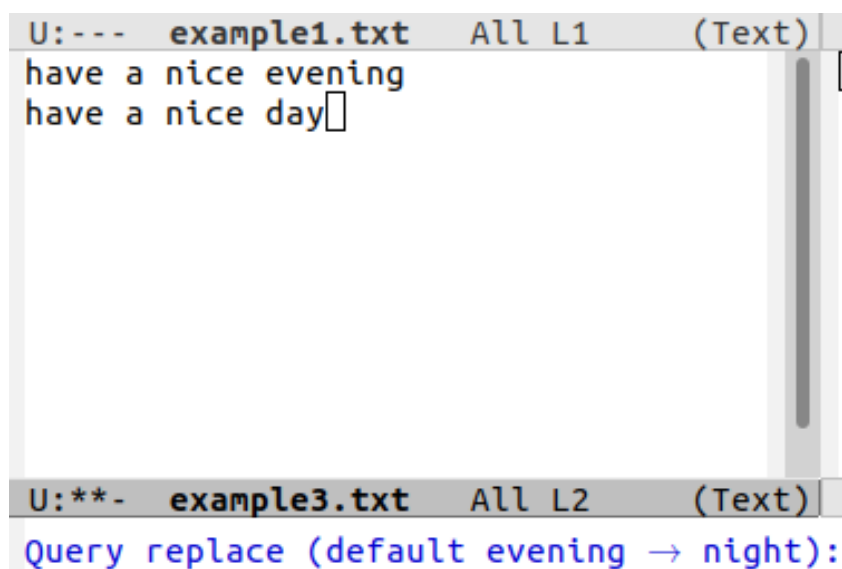 U:--- example1.txt All L1 (Text)
have a nice evening
have a nice day
U:**- example3.txt All L2 (Text)
Query replace (default evening → night):